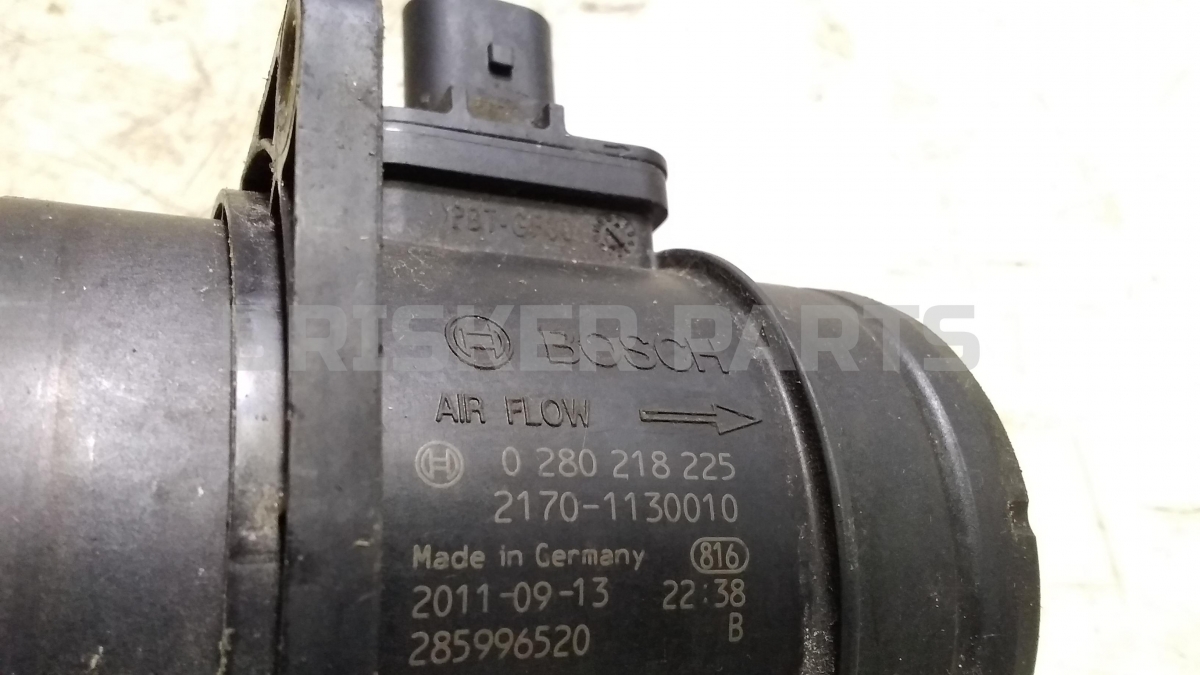 BOSCH
AIR FLOW
0 280 218 225
2170-1130010
Made in Germany 816
2011-09-13 22:38
B
285996520
PARTS